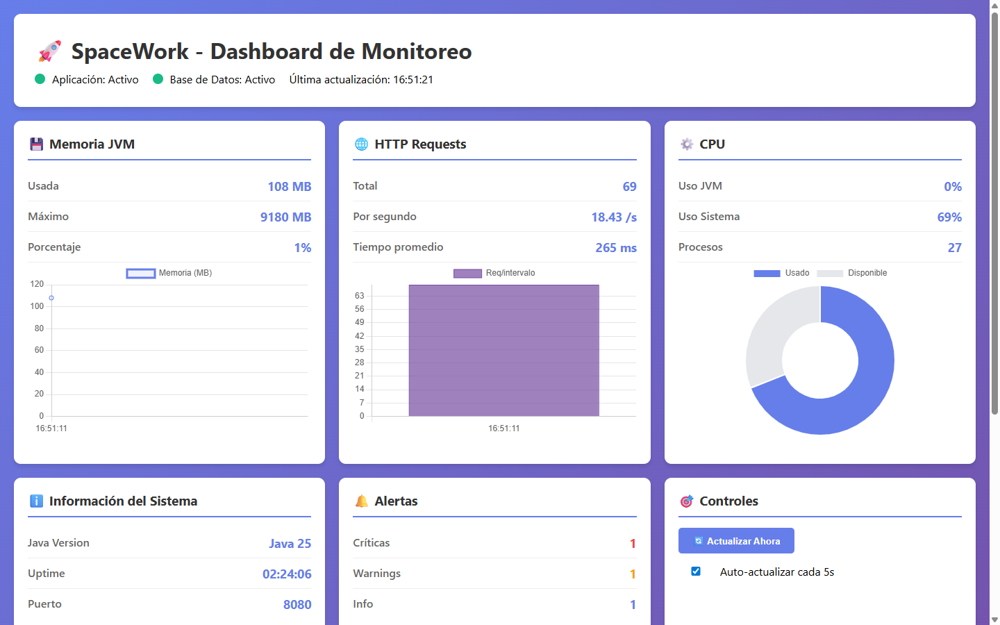 SpaceWork - Dashboard de Monitoreo
Aplicación: Activo Base de Datos: Activo Última actualización: 16:51:21
Memoria JVM
Usada 108 MB
Máximo 9180 MB
Porcentaje 1%
Memoria (MB)
120
100
80
60
40
20
0
16:51:11
HTTP Requests
Total 69
Por segundo 18.43 /s
Tiempo promedio 265 ms
Req/intervalo
63
56
49
42
35
28
21
14
7
0
16:51:11
CPU
Uso JVM 0%
Uso Sistema 69%
Procesos 27
Usado Disponible
Información del Sistema
Java Version Java 25
Uptime 02:24:06
Puerto 8080
Alertas
Críticas 1
Warnings 1
Info 1
Controles
Actualizar Ahora
Auto-actualizar cada 5s